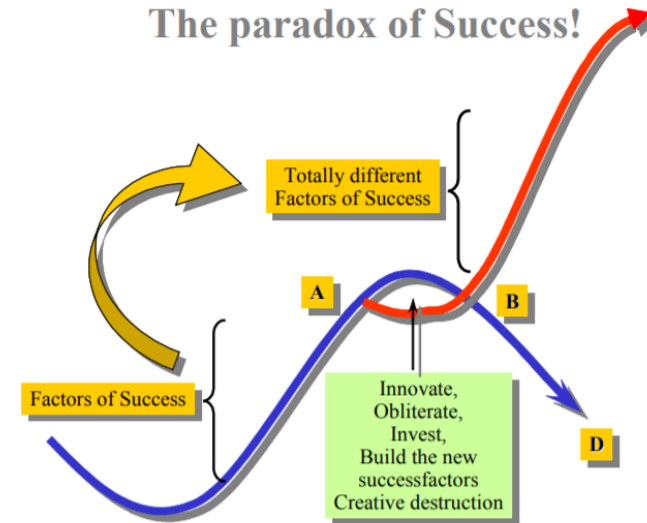 The paradox of Success!
Totally different
Factors of Success
A
B
Factors of Success
Innovate,
Obliterate,
Invest,
Build the new
successfactors
Creative destruction
D